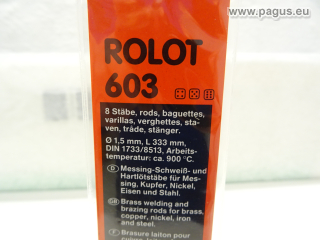 www.pagus.eu
ROLOT
603
8 Stäbe, rods, baguettes,
varillas, verghettes, sta-
ven, tråde, stänger.
Ø 1,5 mm, L 333 mm,
DIN 1733/8513, Arbeits-
temperatur: ca. 900 °C.
D Messing-Schweiß- und
Hartlötstäbe für Mes-
sing, Kupfer, Nickel,
Eisen und Stahl.
GB Brass welding and
brazing rods for brass,
copper, nickel, iron
and steel.
F Brasure laiton pour